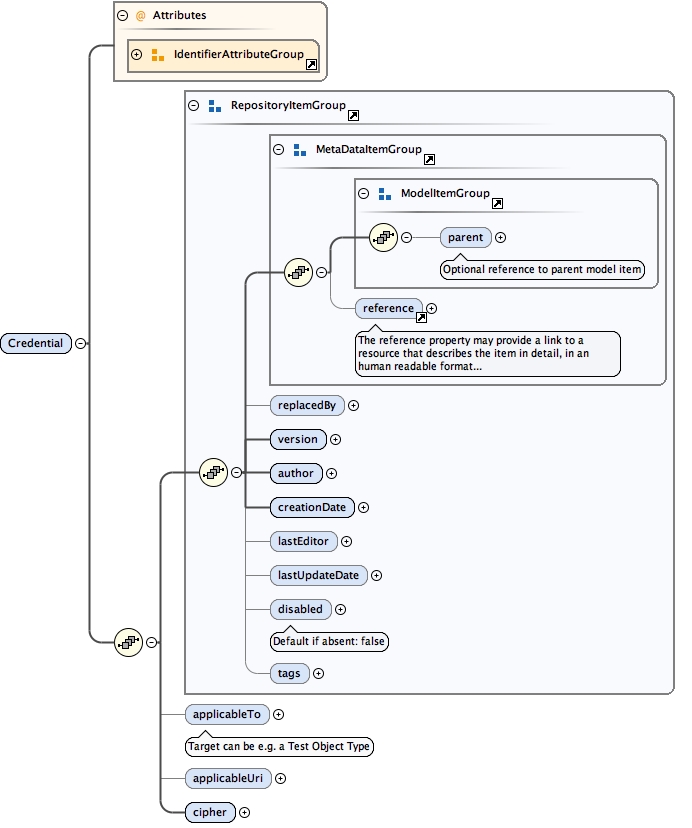 @ Attributes
IdentifierAttributeGroup
RepositoryItemGroup
MetaDataItemGroup
ModelItemGroup
parent
Optional reference to parent model item
reference
The reference property may provide a link to a
resource that describes the item in detail, in an
human readable format...
Credential
replacedBy
version
author
creationDate
lastEditor
lastUpdateDate
disabled
Default if absent: false
tags
applicableTo
Target can be e.g. a Test Object Type
applicableUri
cipher